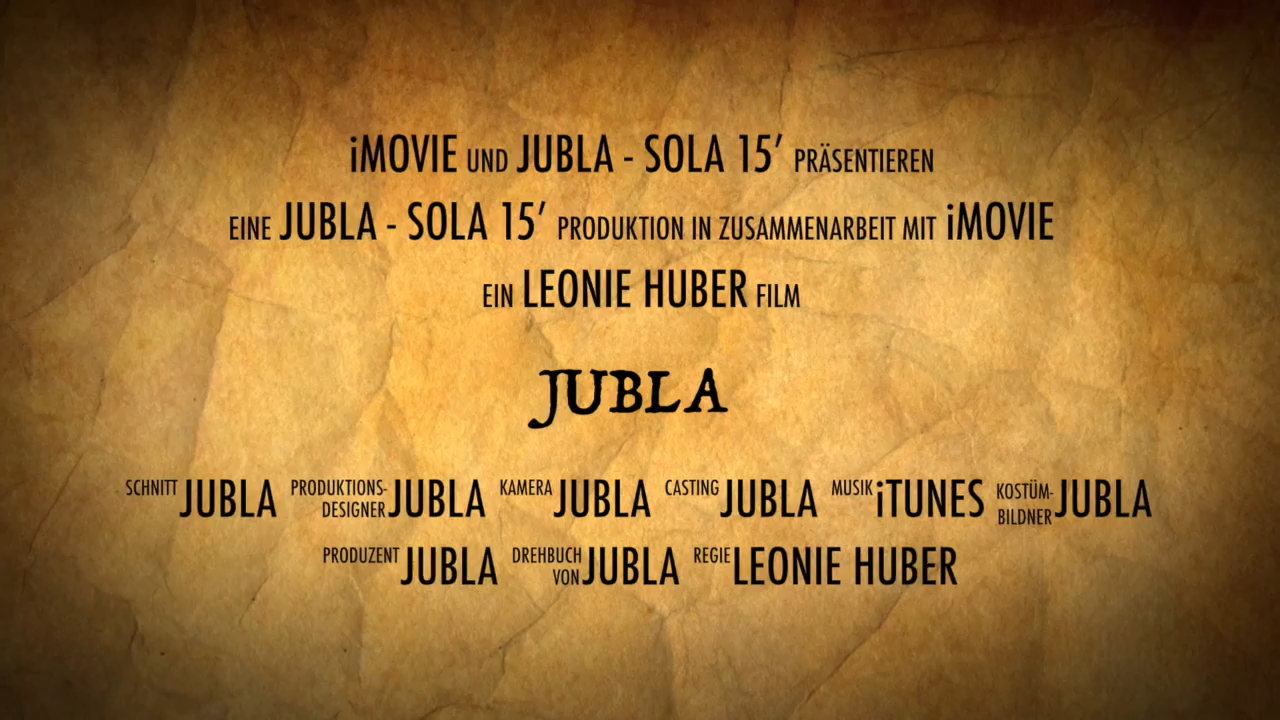 iMOVIE UND JUBLA - SOLA 15’ PRÄSENTIEREN
EINE JUBLA - SOLA 15’ PRODUKTION IN ZUSAMMENARBEIT MIT iMOVIE
EIN LEONIE HUBER FILM
JUBLA
SCHNITT JUBLA PRODUKTIONS-DESIGNER JUBLA KAMERA JUBLA CASTING JUBLA MUSIK iTUNES KOSTÜM-BILDNER JUBLA
PRODUZENT JUBLA DREHBUCH VON JUBLA REGIE LEONIE HUBER